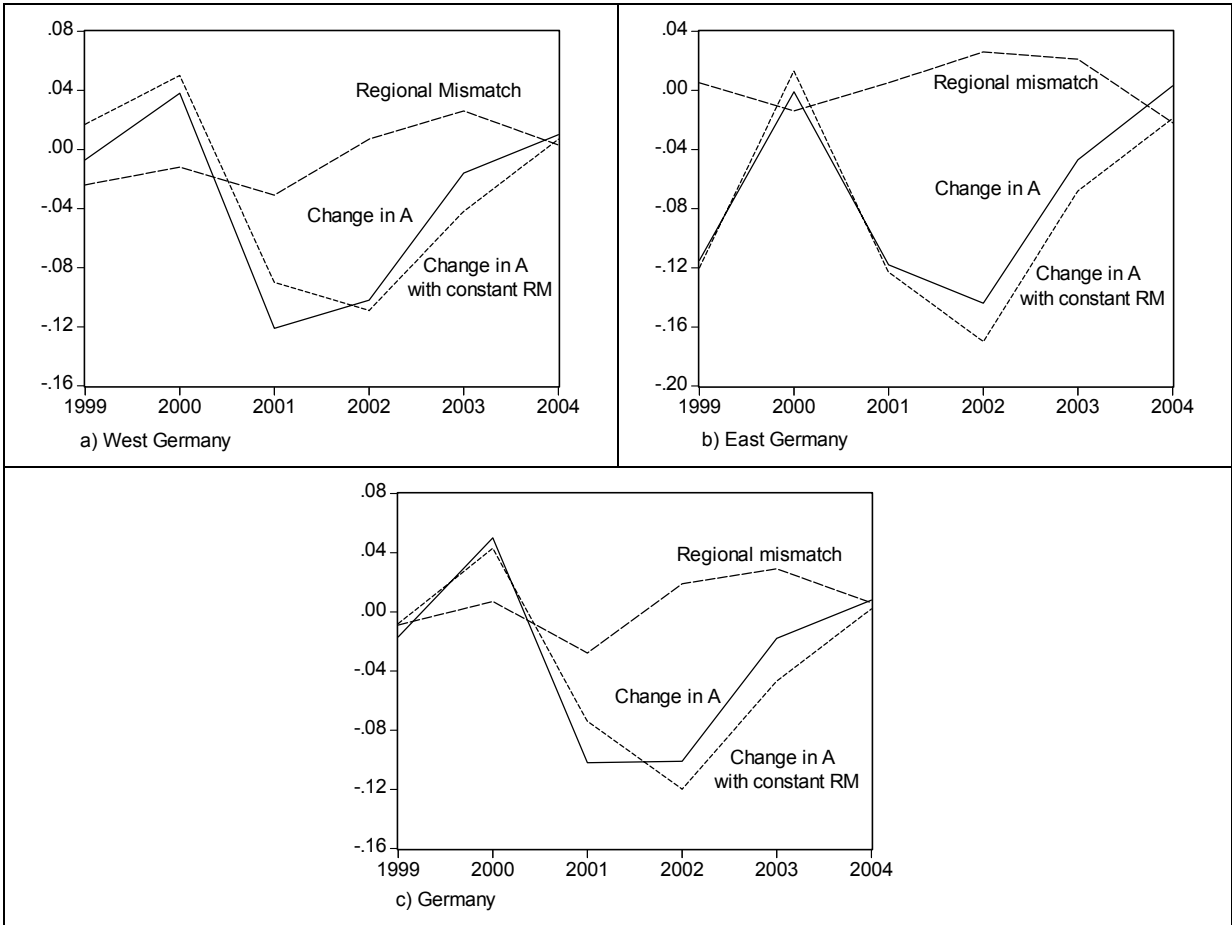 .08
.04
.00
-.04
-.08
-.12
-.16
Regional Mismatch
Change in A
Change in A
with constant RM
1999 2000 2001 2002 2003 2004
a) West Germany
.04
.00
-.04
-.08
-.12
-.16
-.20
Regional mismatch
Change in A
Change in A
with constant RM
1999 2000 2001 2002 2003 2004
b) East Germany
.08
.04
.00
-.04
-.08
-.12
-.16
Regional mismatch
Change in A
Change in A
with constant RM
1999 2000 2001 2002 2003 2004
c) Germany